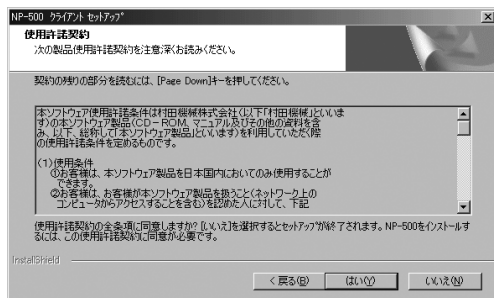 NP-500 クライアント セットアップ
使用許諾契約
次の製品使用許諾契約を注意深くお読みください。
契約の残りの部分を読むには、[Page Down]キーを押してください。
本ソフトウェア使用許諾条件は村田機械株式会社(以下「村田機械」といいま
す)の本ソフトウェア製品(CD-ROM、マニュアル及びその他の資料を含
み、以下、総称して「本ソフトウェア製品」といいます)を利用していただく際
の使用許諾条件を定めるものです。
(1)使用条件
①お客様は、本ソフトウェア製品を日本国内においてのみ使用することが
できます。
②お客様は、お客様が本ソフトウェア製品を扱うこと(ネットワーク上の
コンピュータからアクセスすることを含む)を認めた人に対して、下記
使用許諾契約の全条項に同意しますか? [いいえ]を選択するとセットアップが終了されます。NP-500をインストールす
るには、この使用許諾契約に同意が必要です。
InstallShield
< 戻る(B)
はい(Y)
いいえ(N)